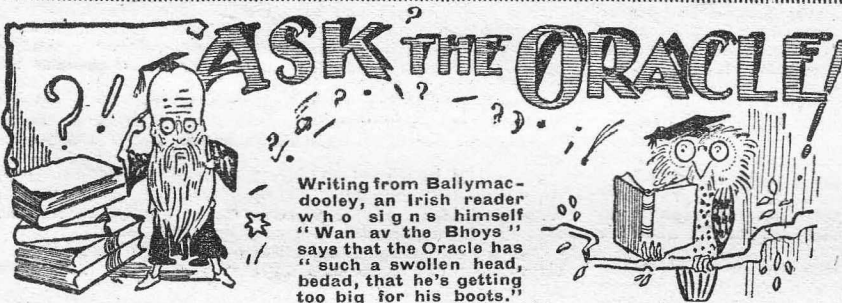 ASK THE ORACLE!
Writing from Ballymac-
dooley, an Irish reader
who signs himself
"Wan av the Bhoys"
says that the Oracle has
"such a swollen head,
bedad, that he's getting
too big for his boots."